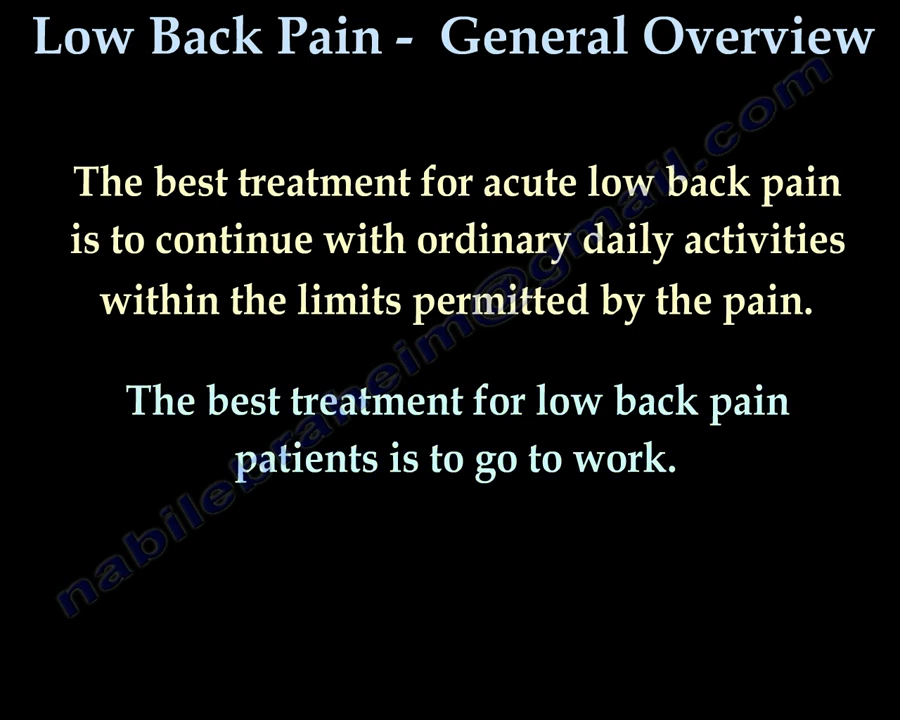 Low Back Pain - General Overview
The best treatment for acute low back pain
is to continue with ordinary daily activities
within the limits permitted by the pain.
The best treatment for low back pain
patients is to go to work.
nabilebraheim@gmail.com